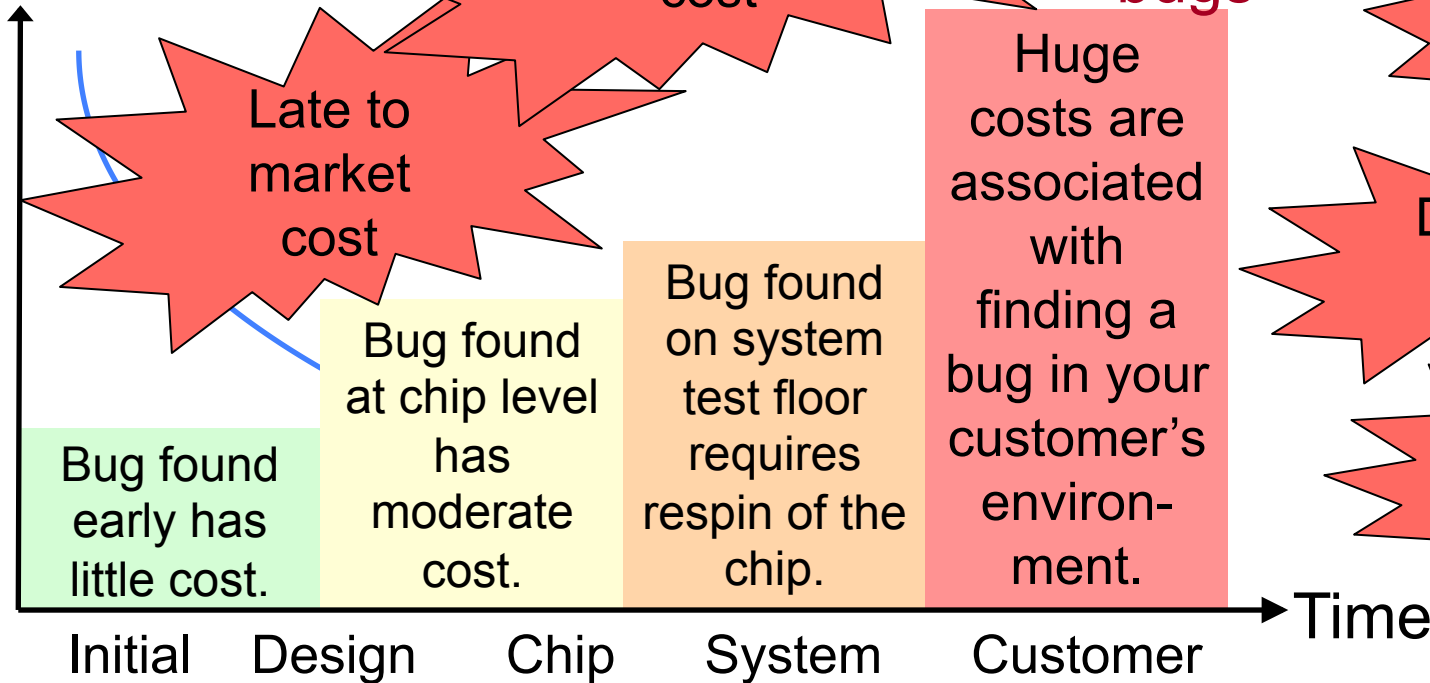 cost
bugs
Late to
market
cost
Huge
costs are
associated
with
finding a
bug in your
customer's
environ-
ment.
Bug found
on system
test floor
requires
respin of the
chip.
Bug found
at chip level
has
moderate
cost.
Bug found
early has
little cost.
Time
Initial Design Chip System Customer